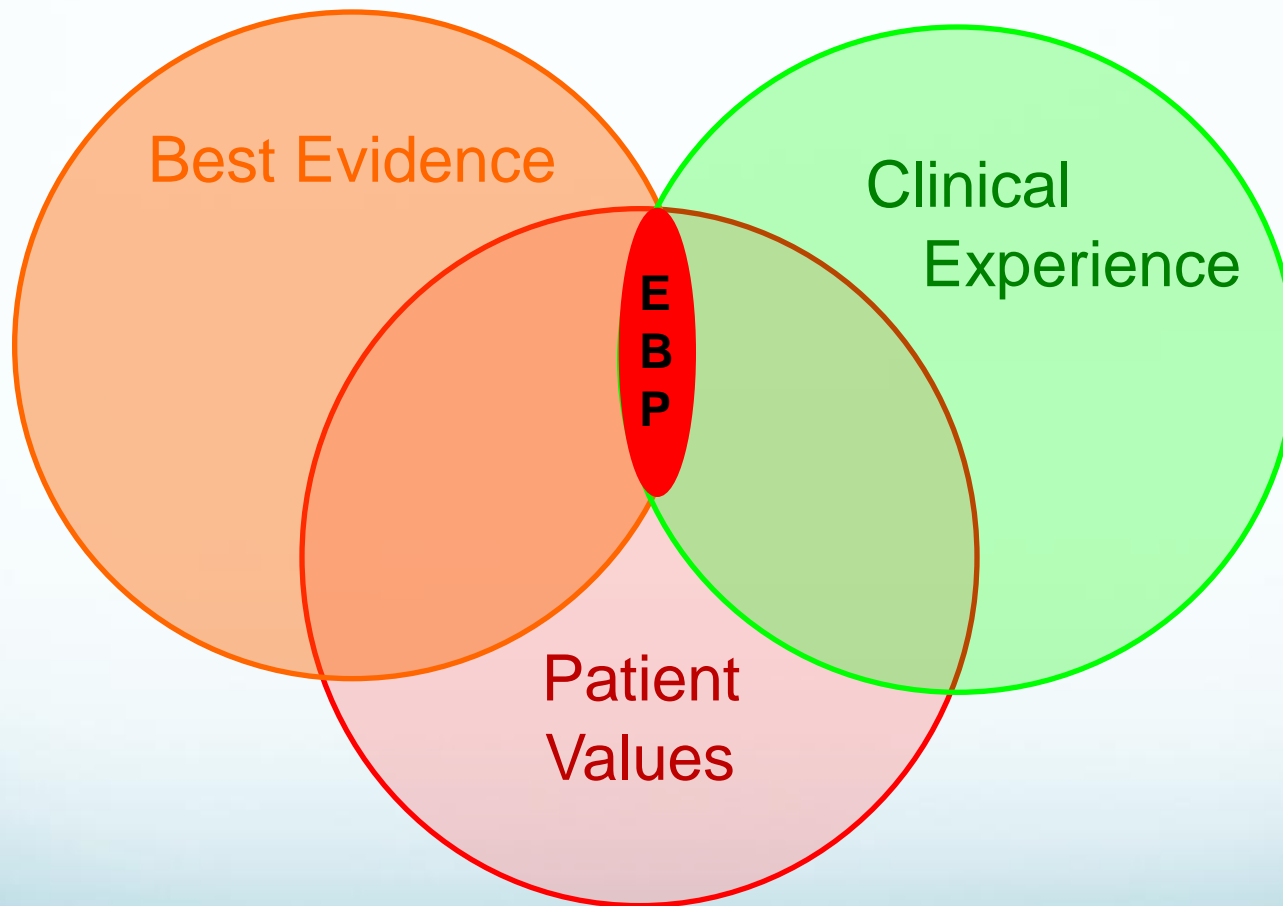 Best Evidence
Clinical
Experience
E
B
P
Patient
Values